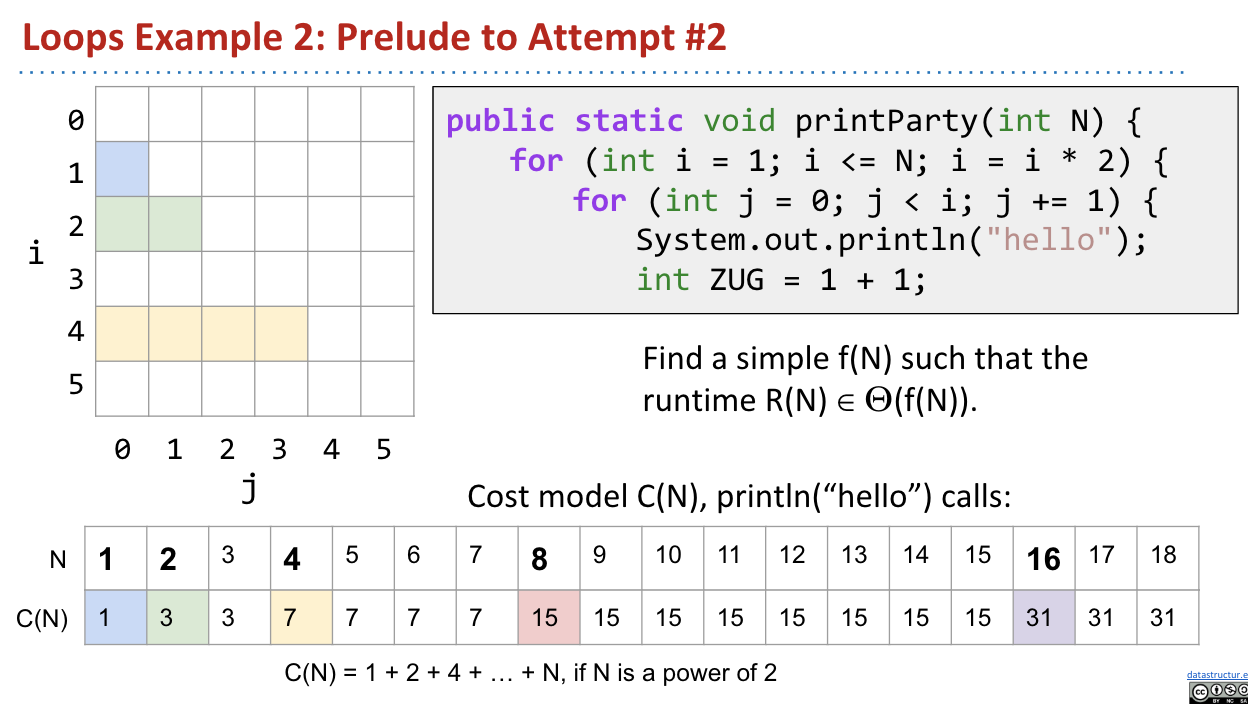 Loops Example 2: Prelude to Attempt #2
0
1
2
3
4
5
i
0 1 2 3 4 5
j
public static void printParty(int N) {
for (int i = 1; i <= N; i = i * 2) {
for (int j = 0; j < i; j += 1) {
System.out.println("hello");
int ZUG = 1 + 1;
Find a simple f(N) such that the
runtime R(N) ∈ Θ(f(N)).
Cost model C(N), println(“hello”) calls:
N 1 2 3 4 5 6 7 8 9 10 11 12 13 14 15 16 17 18
C(N) 1 3 3 7 7 7 7 15 15 15 15 15 15 15 15 31 31 31
C(N) = 1 + 2 + 4 + … + N, if N is a power of 2
datastructur.e
cc
BY NC SA